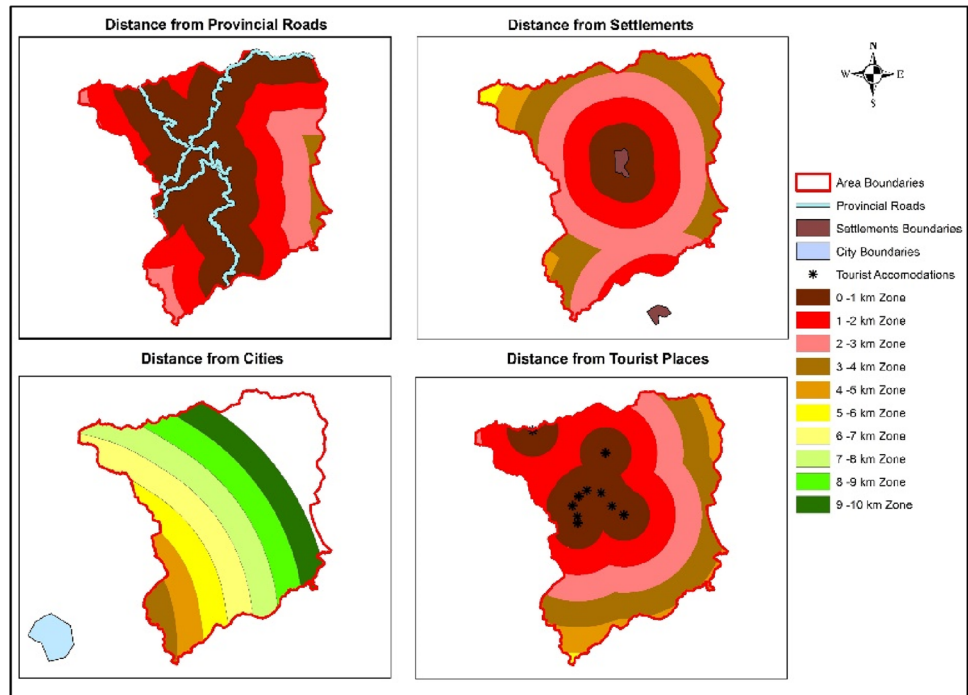 Distance from Provincial Roads
Distance from Settlements
N
W E
S
Area Boundaries
Provincial Roads
Settlements Boundaries
City Boundaries
Tourist Accomodations
0 -1 km Zone
1 -2 km Zone
2 -3 km Zone
3 -4 km Zone
4 -5 km Zone
5 -6 km Zone
6 -7 km Zone
7 -8 km Zone
8 -9 km Zone
9 -10 km Zone
Distance from Cities
Distance from Tourist Places